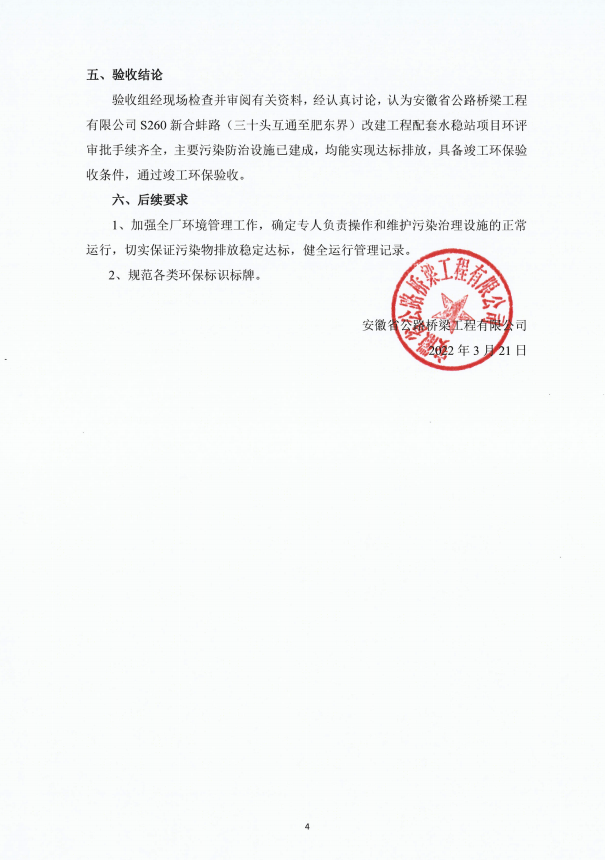 五、验收结论
验收组经现场检查并审阅有关资料，经认真讨论，认为安徽省公路桥梁工程
有限公司 S260 新合蚌路（三十头互通至肥东界）改建工程配套水稳站项目环评
审批手续齐全，主要污染防治设施已建成，均能实现达标排放，具备竣工环保验
收条件，通过竣工环保验收。
六、后续要求
1、加强全厂环境管理工作，确定专人负责操作和维护污染治理设施的正常
运行，切实保证污染物排放稳定达标，健全运行管理记录。
2、规范各类环保标识标牌。
安徽省公路桥梁工程有限公司
安徽省公路桥梁工程有限公司
2022 年 3 月 21 日
4